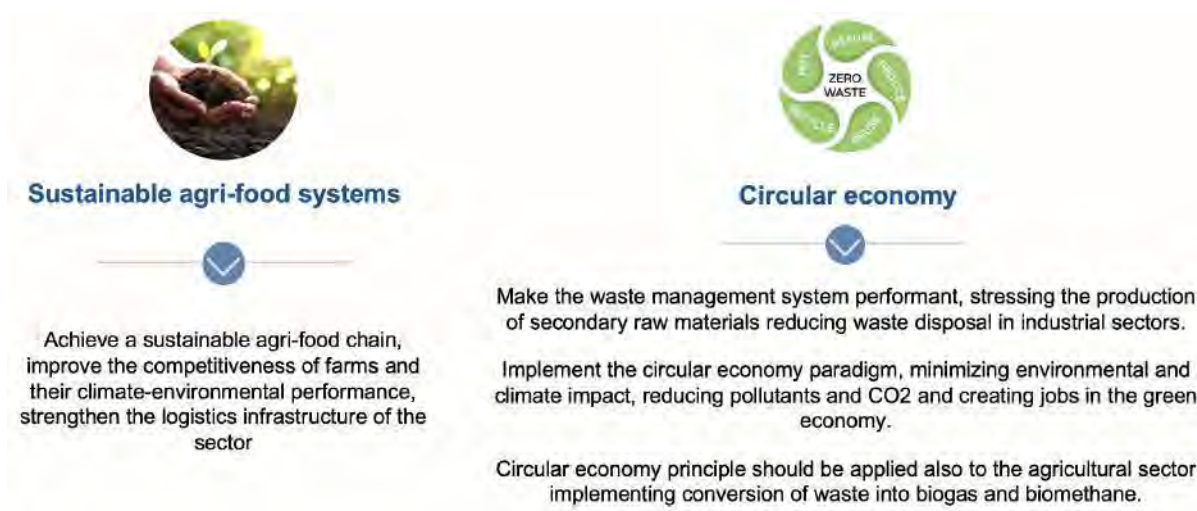 Sustainable agri-food systems
Achieve a sustainable agri-food chain,
improve the competitiveness of farms and
their climate-environmental performance,
strengthen the logistics infrastructure of the
sector
ZERO
WASTE
REUSE
Circular economy
Make the waste management system performant, stressing the production
of secondary raw materials reducing waste disposal in industrial sectors.
Implement the circular economy paradigm, minimizing environmental and
climate impact, reducing pollutants and CO2 and creating jobs in the green
economy.
Circular economy principle should be applied also to the agricultural sector
implementing conversion of waste into biogas and biomethane.